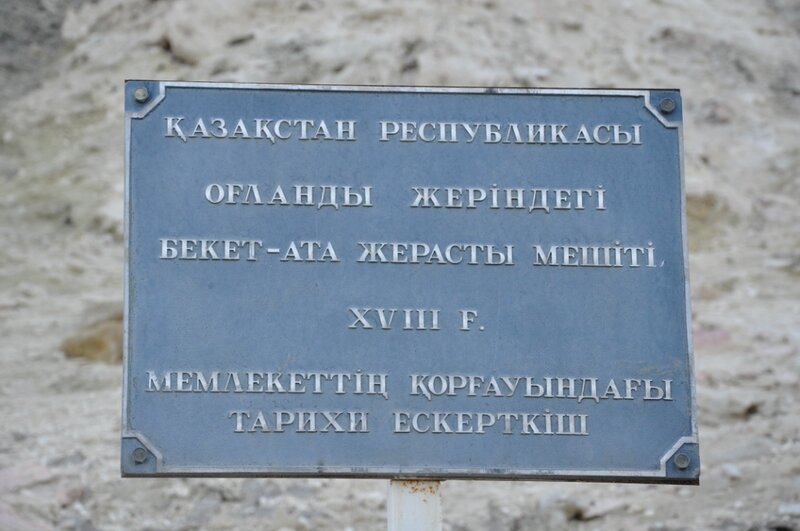 ҚАЗАҚСТАН РЕСПУБЛИКАСЫ
ОҒЛАНДЫ ЖЕРІНДЕГІ
БЕКЕТ-АТА ЖЕРАСТЫ МЕШІТІ
XVIII Ғ.
МЕМЛЕКЕТТІҢ ҚОРҒАУЫНДАҒЫ
ТАРИХИ ЕСКЕРТКІШ